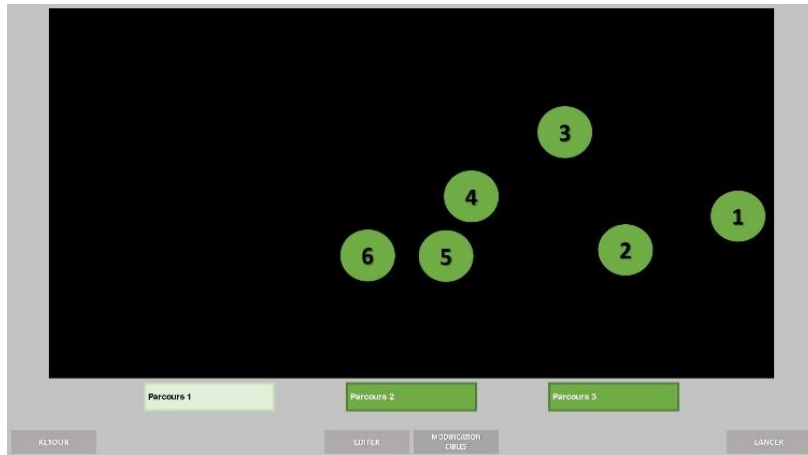 3
4
1
2
6
5
Parcours 1
Parcours 2
Parcours 3
RETOUR
EDITER
MODIFICATION
CIBLES
LANCER